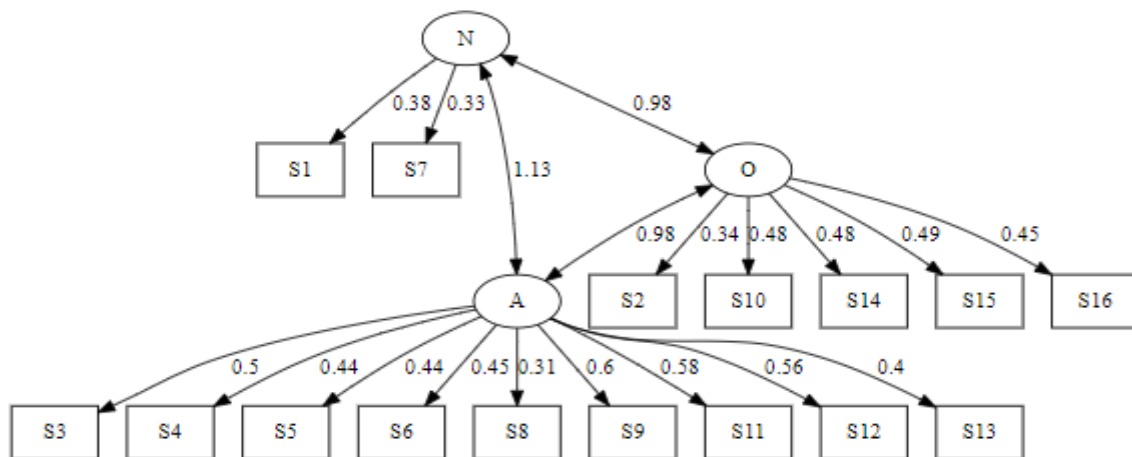 N
0.38 0.33 0.98
S1 S7 1.13 O
0.98 0.34 0.48 0.48 0.49 0.45
A S2 S10 S14 S15 S16
0.5 0.44 0.44 0.45 0.31 0.6 0.58 0.56 0.4
S3 S4 S5 S6 S8 S9 S11 S12 S13